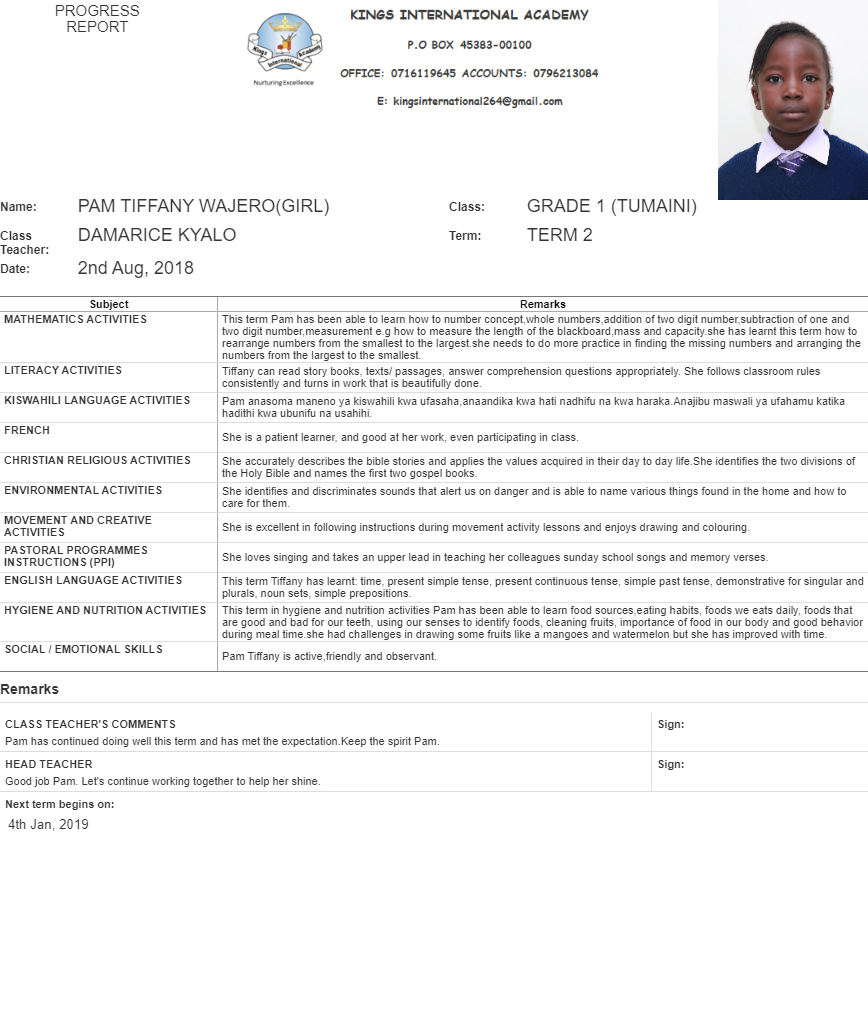 PROGRESS
REPORT
KINGS INTERNATIONAL ACADEMY
P.O BOX 45383-00100
OFFICE: 0716119645 ACCOUNTS: 0796213084
E: kingsinternational264@gmail.com
Kings International Academy
Nurturing Excellence
Name: PAM TIFFANY WAJERO(GIRL) Class: GRADE 1 (TUMAINI)
Class Teacher: DAMARICE KYALO Term: TERM 2
Date: 2nd Aug, 2018
Subject Remarks
MATHEMATICS ACTIVITIES This term Pam has been able to learn how to number concept,whole numbers,addition of two digit number,subtraction of one and
two digit number,measurement e.g how to measure the length of the blackboard,mass and capacity.she has learnt this term how to
rearrange numbers from the smallest to the largest.she needs to do more practice in finding the missing numbers and arranging the
numbers from the largest to the smallest.
LITERACY ACTIVITIES Tiffany can read story books, texts/ passages, answer comprehension questions appropriately. She follows classroom rules
consistently and turns in work that is beautifully done.
KISWAHILI LANGUAGE ACTIVITIES Pam anasoma maneno ya kiswahili kwa ufasaha,anaandika kwa hati nadhifu na kwa haraka.Anajibu maswali ya ufahamu katika
hadithi kwa ubunifu na usahihi.
FRENCH She is a patient learner, and good at her work, even participating in class.
CHRISTIAN RELIGIOUS ACTIVITIES She accurately describes the bible stories and applies the values acquired in their day to day life.She identifies the two divisions of
the Holy Bible and names the first two gospel books.
ENVIRONMENTAL ACTIVITIES She identifies and discriminates sounds that alert us on danger and is able to name various things found in the home and how to
care for them.
MOVEMENT AND CREATIVE
ACTIVITIES
She is excellent in following instructions during movement activity lessons and enjoys drawing and colouring.
PASTORAL PROGRAMMES
INSTRUCTIONS (PPI)
She loves singing and takes an upper lead in teaching her colleagues sunday school songs and memory verses.
ENGLISH LANGUAGE ACTIVITIES This term Tiffany has learnt: time, present simple tense, present continuous tense, simple past tense, demonstrative for singular and
plurals, noun sets, simple prepositions.
HYGIENE AND NUTRITION ACTIVITIES This term in hygiene and nutrition activities Pam has been able to learn food sources,eating habits, foods we eats daily, foods that
are good and bad for our teeth, using our senses to identify foods, cleaning fruits, importance of food in our body and good behavior
during meal time.she had challenges in drawing some fruits like a mangoes and watermelon but she has improved with time.
SOCIAL / EMOTIONAL SKILLS Pam Tiffany is active,friendly and observant.
Remarks
CLASS TEACHER'S COMMENTS Sign:
Pam has continued doing well this term and has met the expectation.Keep the spirit Pam.
HEAD TEACHER Sign:
Good job Pam. Let's continue working together to help her shine.
Next term begins on:
4th Jan, 2019